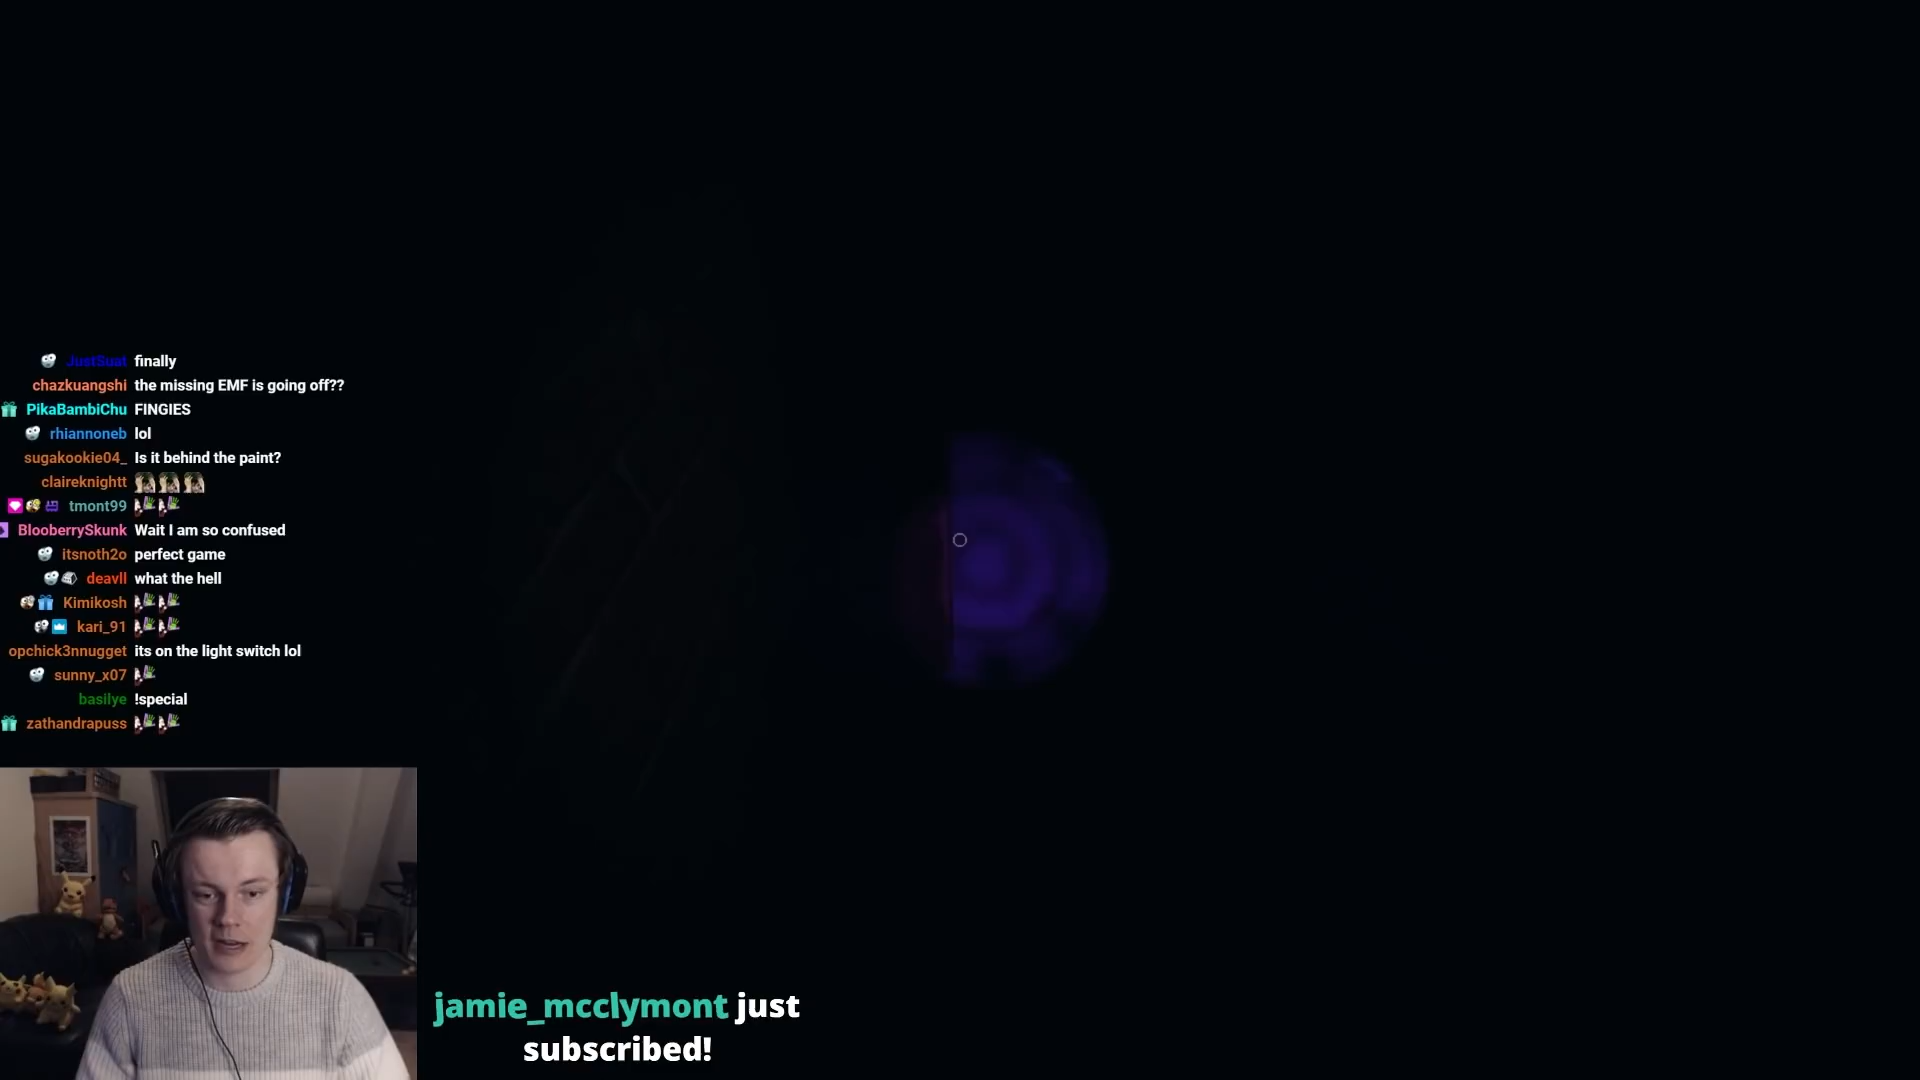 JustSuat finally
chazkuangshi the missing EMF is going off??
PikaBambiChu FINGIES
rhiannoneb lol
sugakookie04_ Is it behind the paint?
claireknightt
tmont99
BlooberrySkunk Wait I am so confused
itsnoth2o perfect game
deavll what the hell
Kimikosh
kari_91
opchick3nnugget its on the light switch lol
sunny_x07
basilye !special
zathandrapuss
jamie_mcclymont just
subscribed!